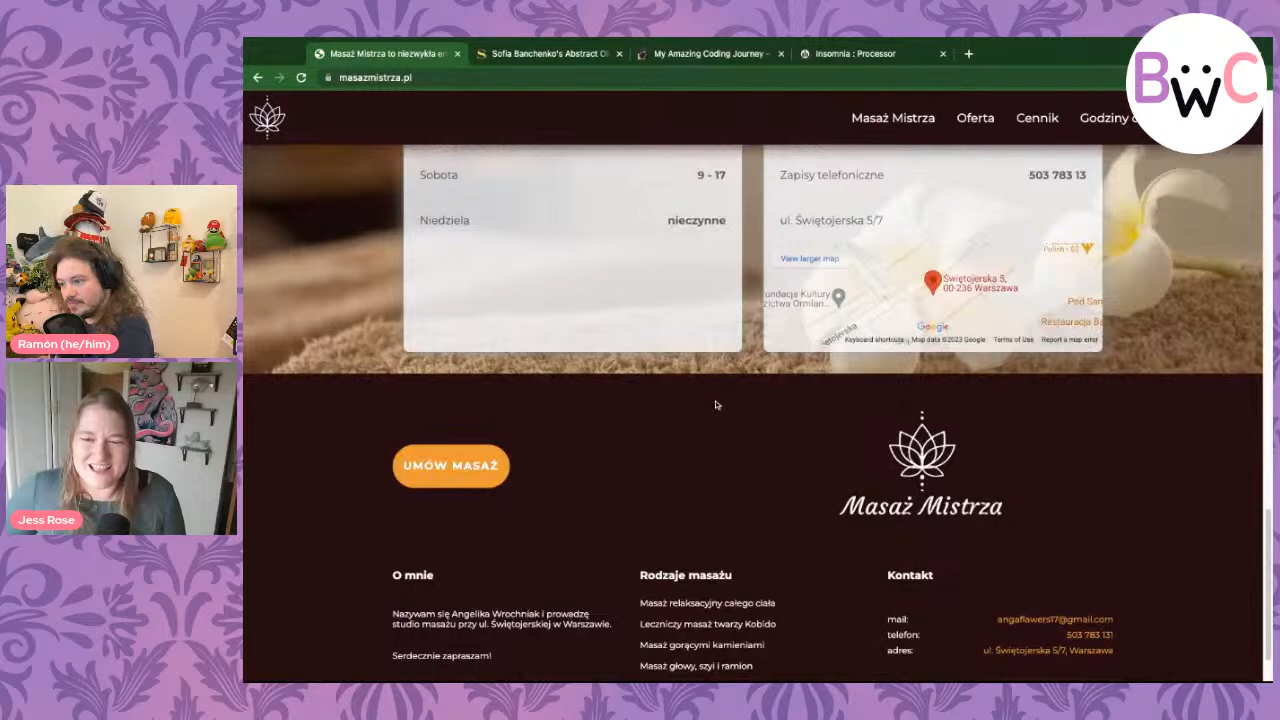 BWC
Masaż Mistrza to niezwykła
Sofia Banchenko's Abstract
My Amazing Coding Journey -
Insomnia : Processor
masazmistrza.pl
Masaż Mistrza
Oferta
Cennik
Godziny
Sobota
9 - 17
Zapisy telefoniczne
503 783 13
Niedziela
nieczynne
ul. Świętojerska 5/7
View larger map
Świętojerska 5,
00-236 Warszawa
Google
Keyboard shortcuts
Map data ©2023 Google
Terms of Use
Report a map error
Ramón (he/him)
Jess Rose
UMÓW MASAŻ
Masaż Mistrza
O mnie
Nazywam się Angelika Wrochniak i prowadzę
studio masażu przy ul. Świętojerskiej w Warszawie.
Serdecznie zapraszam!
Rodzaje masażu
Masaż relaksacyjny całego ciała
Leczniczy masaż twarzy Kobido
Masaż gorącymi kamieniami
Masaż głowy, szyi i ramion
Kontakt
mail:
angaflawers17@gmail.com
telefon:
503 783 131
adres:
ul. Świętojerska 5/7, Warszawa